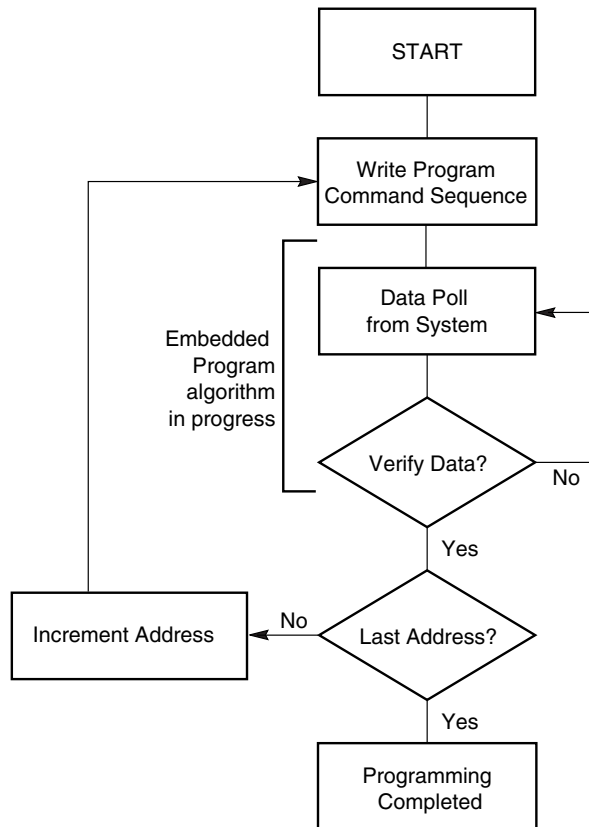 START
Write Program
Command Sequence
Data Poll
from System
Embedded
Program
algorithm
in progress
Verify Data?
No
Yes
Last Address?
No
Increment Address
Yes
Programming
Completed